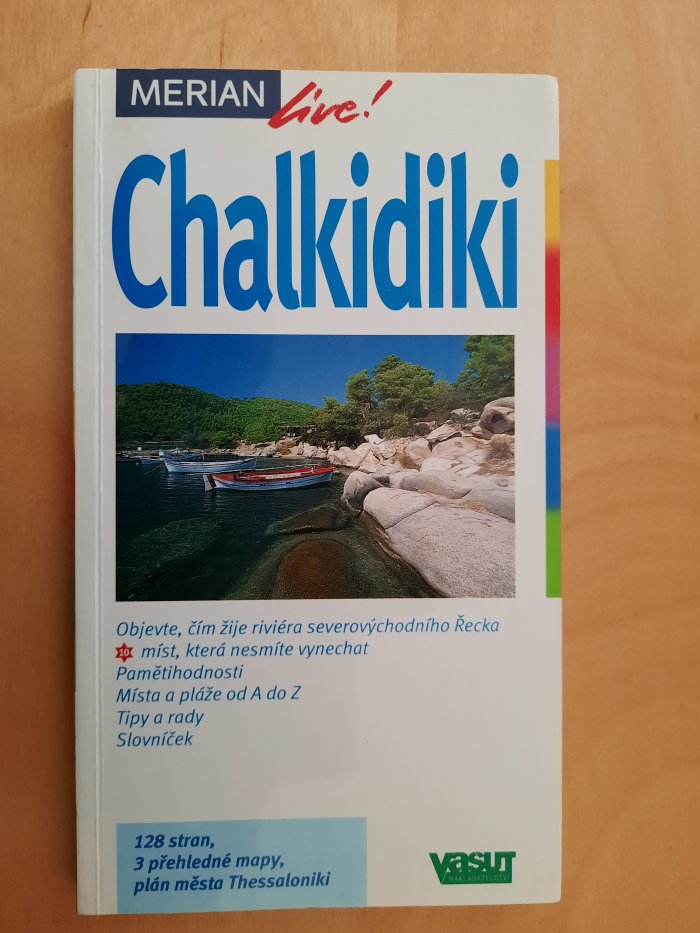 MERIAN live!
Chalkidiki
Objevte, čím žije riviéra severovýchodního Řecka
10 míst, která nesmíte vynechat
Pamětihodnosti
Místa a pláže od A do Z
Tipy a rady
Slovníček
128 stran,
3 přehledné mapy,
plán města Thessaloniki
VAŠUT
NAKLADATELSTVÍ